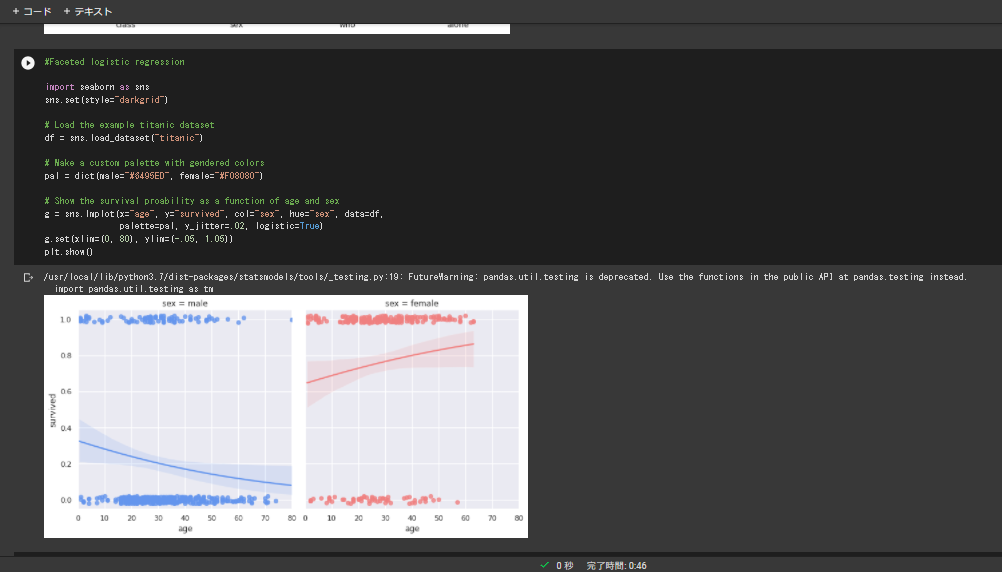 + コード + テキスト
class sex who alone
#Faceted logistic regression
import seaborn as sns
sns.set(style="darkgrid")
# Load the example titanic dataset
df = sns.load_dataset("titanic")
# Make a custom palette with gendered colors
pal = dict(male="#6495ED", female="#F08080")
# Show the survival proability as a function of age and sex
g = sns.lmplot(x="age", y="survived", col="sex", hue="sex", data=df,
palette=pal, y_jitter=.02, logistic=True)
g.set(xlim=(0, 80), ylim=(-.05, 1.05))
plt.show()
/usr/local/lib/python3.7/dist-packages/statsmodels/tools/_testing.py:19: FutureWarning: pandas.util.testing is deprecated. Use the functions in the public API at pandas.testing instead.
import pandas.util.testing as tm
sex = male sex = female
1.0
0.8
0.6
0.4
0.2
0.0
survived
0 10 20 30 40 50 60 70 80 0 10 20 30 40 50 60 70 80
age age
✓ 0 秒 完了時間: 0:46